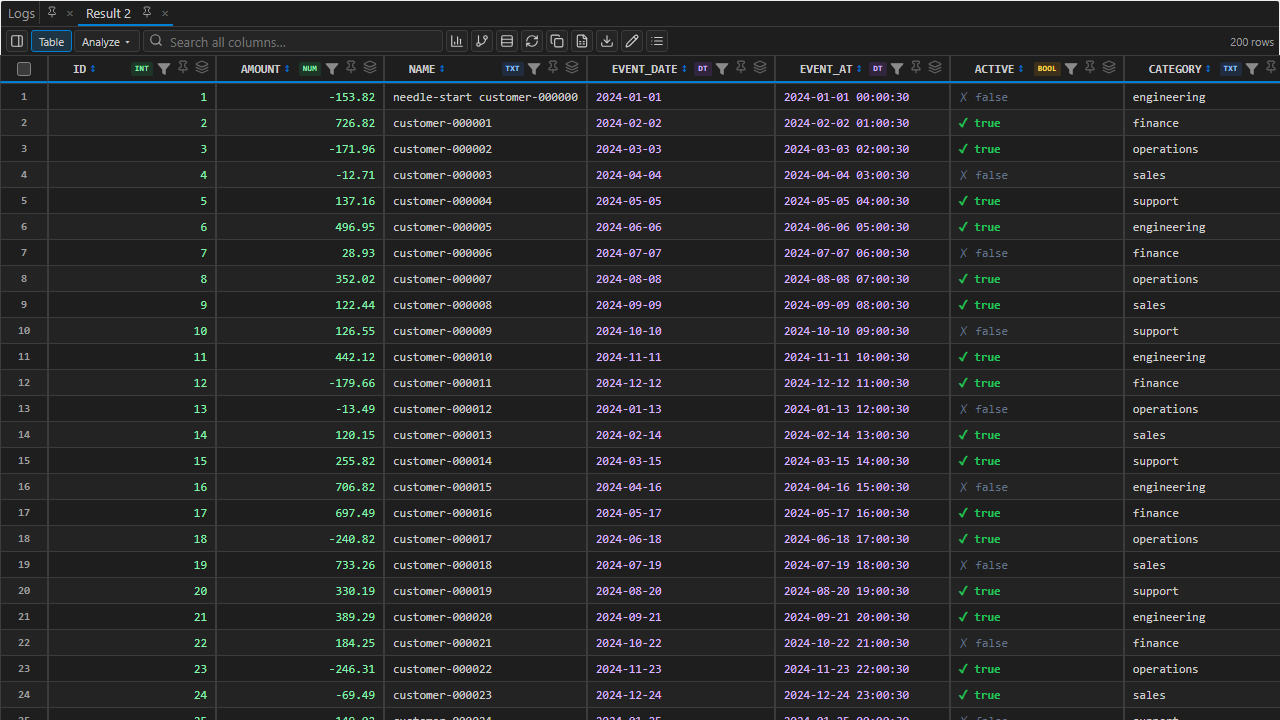 Logs Result 2
Table Analyze Search all columns... 200 rows
ID INT AMOUNT NUM NAME TXT EVENT_DATE DT EVENT_AT DT ACTIVE BOOL CATEGORY TXT
1 1 -153.82 needle-start customer-000000 2024-01-01 2024-01-01 00:00:30 ✗ false engineering
2 2 726.82 customer-000001 2024-02-02 2024-02-02 01:00:30 ✓ true finance
3 3 -171.96 customer-000002 2024-03-03 2024-03-03 02:00:30 ✓ true operations
4 4 -12.71 customer-000003 2024-04-04 2024-04-04 03:00:30 ✗ false sales
5 5 137.16 customer-000004 2024-05-05 2024-05-05 04:00:30 ✓ true support
6 6 496.95 customer-000005 2024-06-06 2024-06-06 05:00:30 ✓ true engineering
7 7 28.93 customer-000006 2024-07-07 2024-07-07 06:00:30 ✗ false finance
8 8 352.02 customer-000007 2024-08-08 2024-08-08 07:00:30 ✓ true operations
9 9 122.44 customer-000008 2024-09-09 2024-09-09 08:00:30 ✓ true sales
10 10 126.55 customer-000009 2024-10-10 2024-10-10 09:00:30 ✗ false support
11 11 442.12 customer-000010 2024-11-11 2024-11-11 10:00:30 ✓ true engineering
12 12 -179.66 customer-000011 2024-12-12 2024-12-12 11:00:30 ✓ true finance
13 13 -13.49 customer-000012 2024-01-13 2024-01-13 12:00:30 ✗ false operations
14 14 120.15 customer-000013 2024-02-14 2024-02-14 13:00:30 ✓ true sales
15 15 255.82 customer-000014 2024-03-15 2024-03-15 14:00:30 ✓ true support
16 16 706.82 customer-000015 2024-04-16 2024-04-16 15:00:30 ✗ false engineering
17 17 697.49 customer-000016 2024-05-17 2024-05-17 16:00:30 ✓ true finance
18 18 -240.82 customer-000017 2024-06-18 2024-06-18 17:00:30 ✓ true operations
19 19 733.26 customer-000018 2024-07-19 2024-07-19 18:00:30 ✗ false sales
20 20 330.19 customer-000019 2024-08-20 2024-08-20 19:00:30 ✓ true support
21 21 389.29 customer-000020 2024-09-21 2024-09-21 20:00:30 ✓ true engineering
22 22 184.25 customer-000021 2024-10-22 2024-10-22 21:00:30 ✗ false finance
23 23 -246.31 customer-000022 2024-11-23 2024-11-23 22:00:30 ✓ true operations
24 24 -69.49 customer-000023 2024-12-24 2024-12-24 23:00:30 ✓ true sales